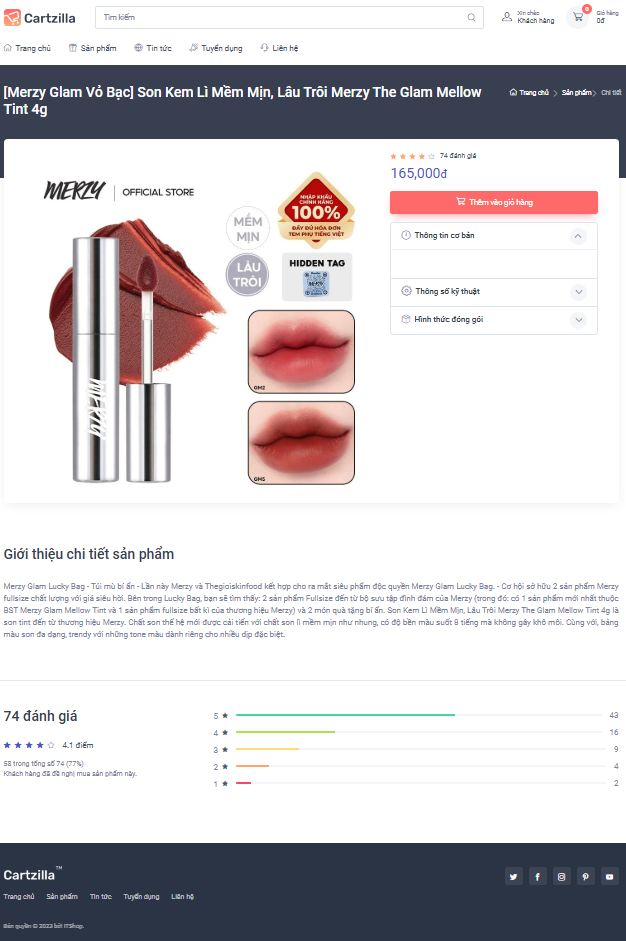 Cartzilla
Tìm kiếm
Xin chào
Khách hàng
0
Giỏ hàng
0đ
Trang chủ
Sản phẩm
Tin tức
Tuyển dụng
Liên hệ
[Merzy Glam Vỏ Bạc] Son Kem Lì Mềm Mịn, Lâu Trôi Merzy The Glam Mellow
Tint 4g
Trang chủ > Sản phẩm > Chi tiết
MERZY | OFFICIAL STORE
NHẬP KHẨU
CHÍNH HÃNG
100%
ĐẦY ĐỦ HÓA ĐƠN
TEM PHỤ TIẾNG VIỆT
MỀM
MỊN
LÂU
TRÔI
HIDDEN TAG
MERZY
MERZY
GM2
GM5
74 đánh giá
165,000đ
Thêm vào giỏ hàng
Thông tin cơ bản
Thông số kỹ thuật
Hình thức đóng gói
Giới thiệu chi tiết sản phẩm
Merzy Glam Lucky Bag - Túi mù bí ẩn - Lần này Merzy và Thegioiskinfood kết hợp cho ra mắt siêu phẩm độc quyền Merzy Glam Lucky Bag. - Cơ hội sở hữu 2 sản phẩm Merzy
fullsize chất lượng với giá siêu hời. Bên trong Lucky Bag, bạn sẽ tìm thấy: 2 sản phẩm Fullsize đến từ bộ sưu tập đình đám của Merzy (trong đó: có 1 sản phẩm mới nhất thuộc
BST Merzy Glam Mellow Tint và 1 sản phẩm fullsize bất kì của thương hiệu Merzy) và 2 món quà tặng bí ẩn. Son Kem Lì Mềm Mịn, Lâu Trôi Merzy The Glam Mellow Tint 4g là
son tint đến từ thương hiệu Merzy. Chất son thế hệ mới được cải tiến với chất son lì mềm mịn như nhung, có độ bền màu suốt 8 tiếng mà không gây khô môi. Cùng với, bảng
màu son đa dạng, trendy với những tone màu dành riêng cho nhiều dịp đặc biệt.
74 đánh giá
4.1 điểm
58 trong tổng số 74 (77%)
Khách hàng đã đề nghị mua sản phẩm này.
5 ★ 43
4 ★ 16
3 ★ 9
2 ★ 4
1 ★ 2
Cartzilla™
Trang chủ
Sản phẩm
Tin tức
Tuyển dụng
Liên hệ
Bản quyền © 2023 bởi ITShop.